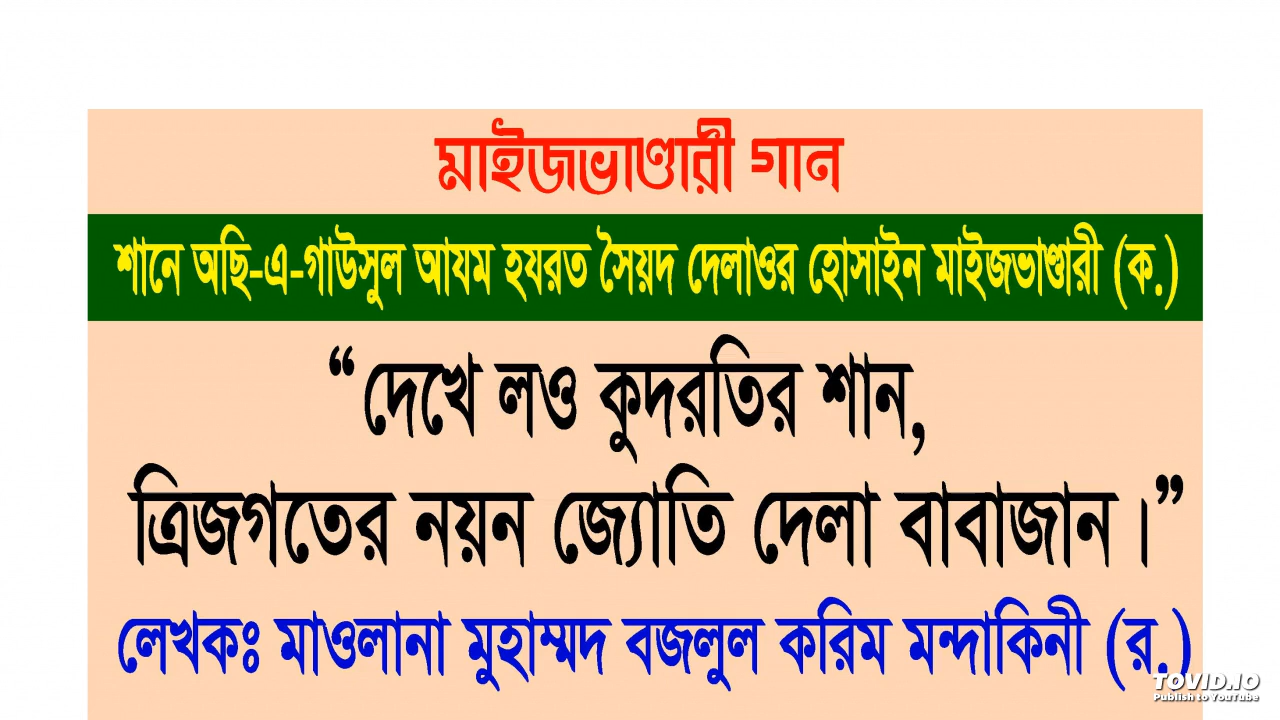 মাইজভাণ্ডারী গান
শানে অছি-এ-গাউসুল আযম হযরত সৈয়দ দেলাওর হোসাইন মাইজভাণ্ডারী (ক.)
“দেখে লও কুদরতির শান,
ত্রিজগতের নয়ন জ্যোতি দেলা বাবাজান।”
লেখকঃ মাওলানা মুহাম্মদ বজলুল করিম মন্দাকিনী (র.)
TOVID.IO
Publish to YouTube